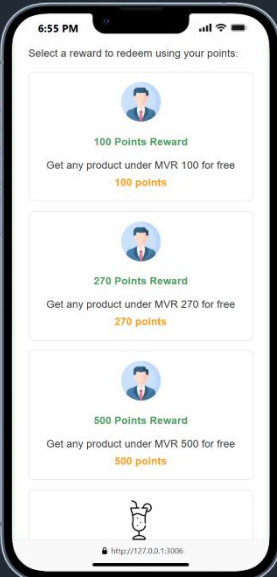 6:55 PM
Select a reward to redeem using your points:
100 Points Reward
Get any product under MVR 100 for free
100 points
270 Points Reward
Get any product under MVR 270 for free
270 points
500 Points Reward
Get any product under MVR 500 for free
500 points
http://127.0.0.1:3006